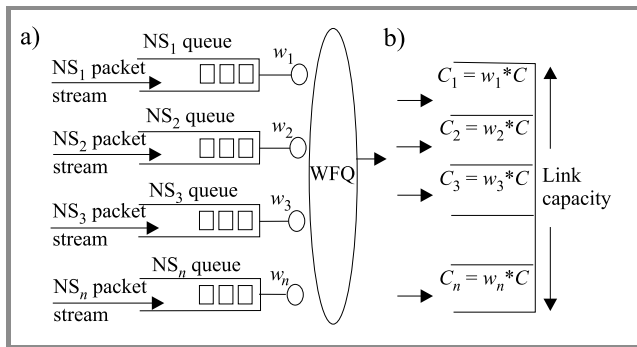 a)
NS₁ queue
NS₁ packet
stream
w₁
NS₂ queue
NS₂ packet
stream
w₂
NS₃ queue
NS₃ packet
stream
w₃
NSₙ queue
NSₙ packet
stream
wₙ
WFQ
b)
C₁ = w₁*C
C₂ = w₂*C
C₃ = w₃*C
Cₙ = wₙ*C
Link
capacity